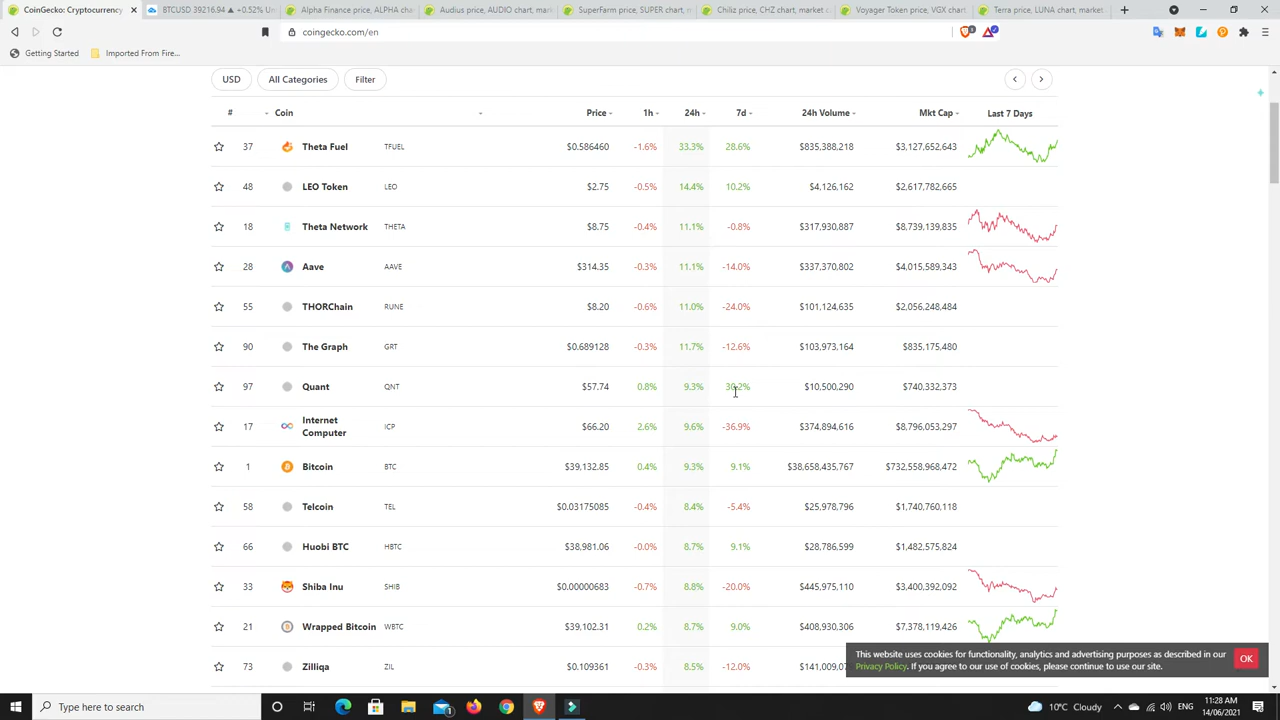 CoinGecko: Cryptocurrency
BTCUSD 39216.94 ▲ +0.52% Un
Alpha Finance price, ALPHA cha
Audius price, AUDIO chart, mar
SuperFarm price, SUPER chart, m
Chiliz price, CHZ chart, market c
Voyager Token price, VGX chart
Terra price, LUNA chart, market
coingecko.com/en
Getting Started
Imported From Fire...
USD
All Categories
Filter
# Coin Price 1h 24h 7d 24h Volume Mkt Cap Last 7 Days
37 Theta Fuel TFUEL $0.586460 -1.6% 33.3% 28.6% $835,388,218 $3,127,652,643
48 LEO Token LEO $2.75 -0.5% 14.4% 10.2% $4,126,162 $2,617,782,665
18 Theta Network THETA $8.75 -0.4% 11.1% -0.8% $317,930,887 $8,739,139,835
28 Aave AAVE $314.35 -0.3% 11.1% -14.0% $337,370,802 $4,015,589,343
55 THORChain RUNE $8.20 -0.6% 11.0% -24.0% $101,124,635 $2,056,248,484
90 The Graph GRT $0.689128 -0.3% 11.7% -12.6% $103,973,164 $835,175,480
97 Quant QNT $57.74 0.8% 9.3% 30.2% $10,500,290 $740,332,373
17 Internet Computer ICP $66.20 2.6% 9.6% -36.9% $374,894,616 $8,796,053,297
1 Bitcoin BTC $39,132.85 0.4% 9.3% 9.1% $38,658,435,767 $732,558,968,472
58 Telcoin TEL $0.03175085 -0.4% 8.4% -5.4% $25,978,796 $1,740,760,118
66 Huobi BTC HBTC $38,981.06 -0.0% 8.7% 9.1% $28,786,599 $1,482,575,824
33 Shiba Inu SHIB $0.00000683 -0.7% 8.8% -20.0% $445,975,110 $3,400,392,092
21 Wrapped Bitcoin WBTC $39,102.31 0.2% 8.7% 9.0% $408,930,306 $7,378,119,426
73 Zilliqa ZIL $0.109361 -0.3% 8.5% -12.0%
This website uses cookies for functionality, analytics and advertising purposes as described in our
Privacy Policy. If you agree to our use of cookies, please continue to use our site.
OK
Type here to search
10°C Cloudy
11:28 AM
14/06/2021